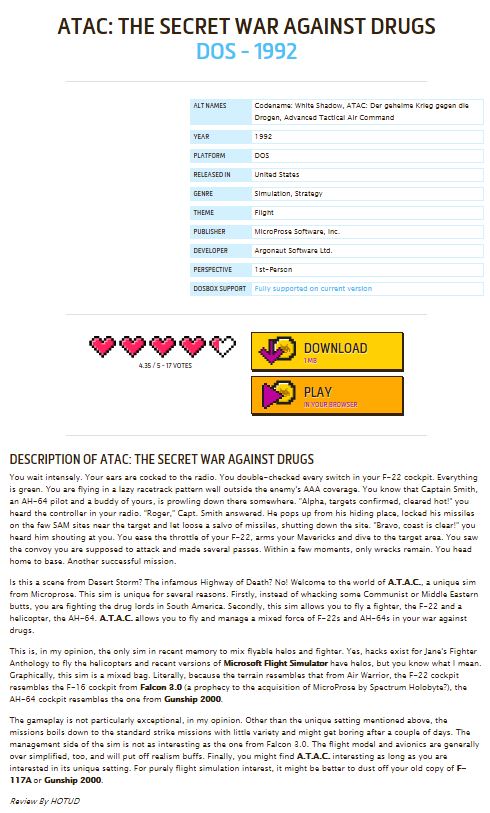 ATAC: THE SECRET WAR AGAINST DRUGS
DOS - 1992
ALT NAMES Codename: White Shadow, ATAC: Der geheime Krieg gegen die
Drogen, Advanced Tactical Air Command
YEAR 1992
PLATFORM DOS
RELEASED IN United States
GENRE Simulation, Strategy
THEME Flight
PUBLISHER MicroProse Software, Inc.
DEVELOPER Argonaut Software Ltd.
PERSPECTIVE 1st-Person
DOSBOX SUPPORT Fully supported on current version
4.35 / 5 - 17 VOTES
DOWNLOAD
1 MB
PLAY
IN YOUR BROWSER
DESCRIPTION OF ATAC: THE SECRET WAR AGAINST DRUGS
You wait intensely. Your ears are cocked to the radio. You double-checked every switch in your F-22 cockpit. Everything
is green. You are flying in a lazy racetrack pattern well outside the enemy's AAA coverage. You know that Captain Smith,
an AH-64 pilot and a buddy of yours, is prowling down there somewhere. "Alpha, targets confirmed, cleared hot!" you
heard the controller in your radio. "Roger," Capt. Smith answered. He pops up from his hiding place, locked his missiles
on the few SAM sites near the target and let loose a salvo of missiles, shutting down the site. "Bravo, coast is clear!" you
heard him shouting at you. You ease the throttle of your F-22, arms your Mavericks and dive to the target area. You saw
the convoy you are supposed to attack and made several passes. Within a few moments, only wrecks remain. You head
home to base. Another successful mission.
Is this a scene from Desert Storm? The infamous Highway of Death? No! Welcome to the world of A.T.A.C., a unique sim
from Microprose. This sim is unique for several reasons. Firstly, instead of whacking some Communist or Middle Eastern
butts, you are fighting the drug lords in South America. Secondly, this sim allows you to fly a fighter, the F-22 and a
helicopter, the AH-64. A.T.A.C. allows you to fly and manage a mixed force of F-22s and AH-64s in your war against
drugs.
This is, in my opinion, the only sim in recent memory to mix flyable helos and fighter. Yes, hacks exist for Jane's Fighter
Anthology to fly the helicopters and recent versions of Microsoft Flight Simulator have helos, but you know what I mean.
Graphically, this sim is a mixed bag. Literally, because the terrain resembles that from Air Warrior, the F-22 cockpit
resembles the F-16 cockpit from Falcon 3.0 (a prophecy to the acquisition of MicroProse by Spectrum Holobyte?), the
AH-64 cockpit resembles the one from Gunship 2000.
The gameplay is not particularly exceptional, in my opinion. Other than the unique setting mentioned above, the
missions boils down to the standard strike missions with little variety and might get boring after a couple of days. The
management side of the sim is not as interesting as the one from Falcon 3.0. The flight model and avionics are generally
over simplified, too, and will put off realism buffs. Finally, you might find A.T.A.C. interesting as long as you are
interested in its unique setting. For purely flight simulation interest, it might be better to dust off your old copy of F-
117A or Gunship 2000.
Review By HOTUD